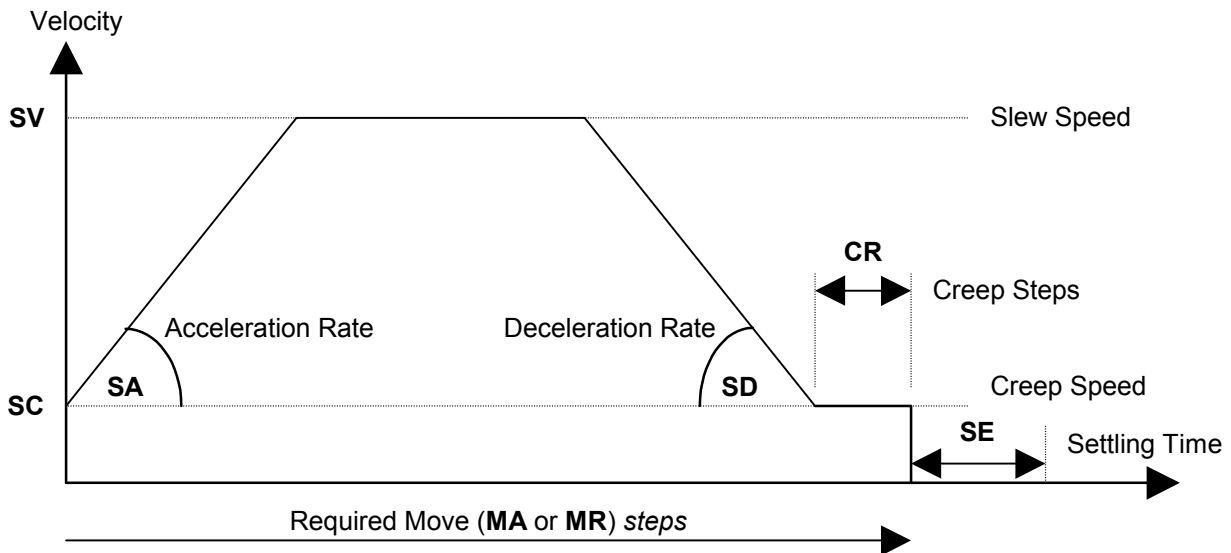 Velocity
SV
Slew Speed
CR
Creep Steps
Acceleration Rate
Deceleration Rate
SA
SD
Creep Speed
SC
SE
Settling Time
Required Move (MA or MR) steps